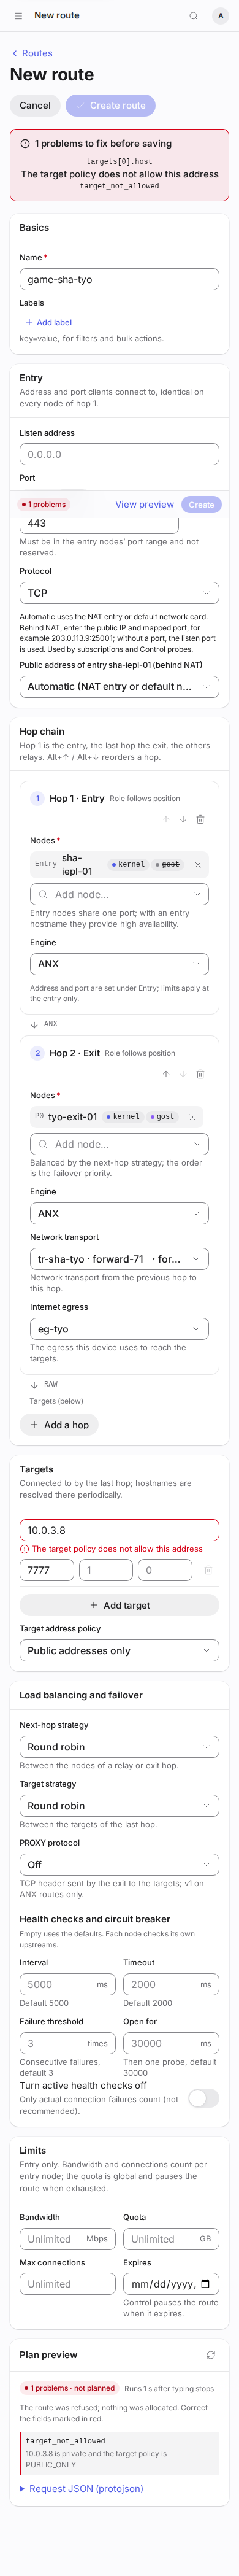 New route
A
Routes
New route
Cancel
Create route
1 problems to fix before saving
targets[0].host
The target policy does not allow this address
target_not_allowed
Basics
Name*
game-sha-tyo
Labels
Add label
key=value, for filters and bulk actions.
Entry
Address and port clients connect to, identical on
every node of hop 1.
Listen address
0.0.0.0
Port
1 problems
View preview
Create
443
Must be in the entry nodes' port range and not
reserved.
Protocol
TCP
Automatic uses the NAT entry or default network card.
Behind NAT, enter the public IP and mapped port, for
example 203.0.113.9:25001; without a port, the listen port
is used. Used by subscriptions and Control probes.
Public address of entry sha-iepl-01 (behind NAT)
Automatic (NAT entry or default n...
Hop chain
Hop 1 is the entry, the last hop the exit, the others
relays. Alt+↑ / Alt+↓ reorders a hop.
1
Hop 1 · Entry
Role follows position
Nodes*
Entry
sha-
iepl-01
kernel
gost
Add node...
Entry nodes share one port; with an entry
hostname they provide high availability.
Engine
ANX
Address and port are set under Entry; limits apply at
the entry only.
ANX
2
Hop 2 · Exit
Role follows position
Nodes*
P0
tyo-exit-01
kernel
gost
Add node...
Balanced by the next-hop strategy; the order
is the failover priority.
Engine
ANX
Network transport
tr-sha-tyo · forward-71 → for...
Network transport from the previous hop to
this hop.
Internet egress
eg-tyo
The egress this device uses to reach the
targets.
RAW
Targets (below)
Add a hop
Targets
Connected to by the last hop; hostnames are
resolved there periodically.
10.0.3.8
The target policy does not allow this address
7777
1
0
Add target
Target address policy
Public addresses only
Load balancing and failover
Next-hop strategy
Round robin
Between the nodes of a relay or exit hop.
Target strategy
Round robin
Between the targets of the last hop.
PROXY protocol
Off
TCP header sent by the exit to the targets; v1 on
ANX routes only.
Health checks and circuit breaker
Empty uses the defaults. Each node checks its own
upstreams.
Interval
Timeout
5000
ms
2000
ms
Default 5000
Default 2000
Failure threshold
Open for
3
times
30000
ms
Consecutive failures,
default 3
Then one probe, default
30000
Turn active health checks off
Only actual connection failures count (not
recommended).
Limits
Entry only. Bandwidth and connections count per
entry node; the quota is global and pauses the
route when exhausted.
Bandwidth
Quota
Unlimited
Mbps
Unlimited
GB
Max connections
Expires
Unlimited
mm/dd/yyyy,
Control pauses the route
when it expires.
Plan preview
1 problems · not planned
Runs 1 s after typing stops
The route was refused; nothing was allocated. Correct
the fields marked in red.
target_not_allowed
10.0.3.8 is private and the target policy is
PUBLIC_ONLY
Request JSON (protojson)